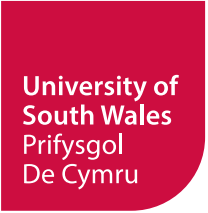 University of
South Wales
Prifysgol
De Cymru